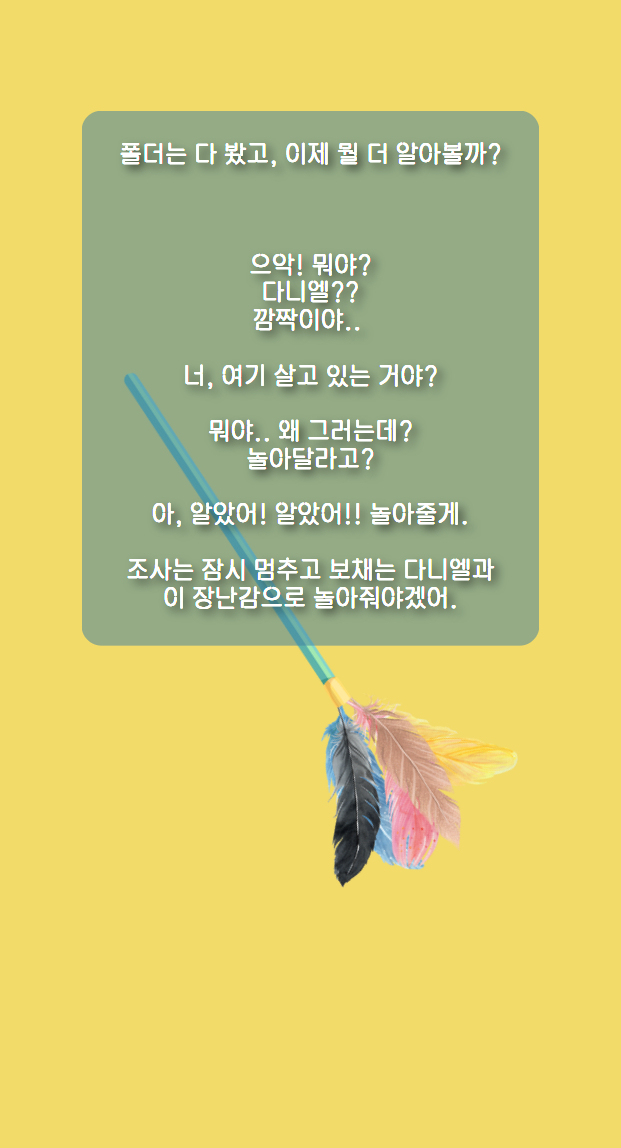 폴더는 다 봤고, 이제 뭘 더 알아볼까?
으악! 뭐야?
다니엘??
깜짝이야..
너, 여기 살고 있는 거야?
뭐야.. 왜 그러는데?
놀아달라고?
아, 알았어! 알았어!! 놀아줄게.
조사는 잠시 멈추고 보채는 다니엘과
이 장난감으로 놀아줘야겠어.